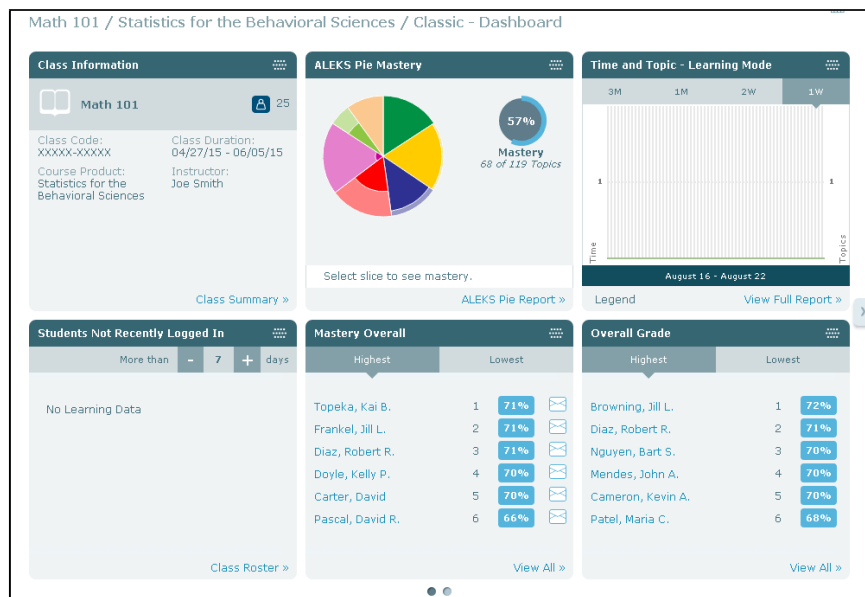 Math 101 / Statistics for the Behavioral Sciences / Classic - Dashboard
Class Information
Math 101
25
Class Code:
XXXXX-XXXXX
Class Duration:
04/27/15 - 06/05/15
Course Product:
Statistics for the
Behavioral Sciences
Instructor:
Joe Smith
Class Summary »
ALEKS Pie Mastery
57%
Mastery
68 of 119 Topics
Select slice to see mastery.
ALEKS Pie Report »
Time and Topic - Learning Mode
3M 1M 2W 1W
1 1
Time
Topics
August 16 - August 22
Legend View Full Report »
Students Not Recently Logged In
More than - 7 + days
No Learning Data
Class Roster »
Mastery Overall
Highest Lowest
Topeka, Kai B. 1 71%
Frankel, Jill L. 2 71%
Diaz, Robert R. 3 71%
Doyle, Kelly P. 4 70%
Carter, David 5 70%
Pascal, David R. 6 66%
View All »
Overall Grade
Highest Lowest
Browning, Jill L. 1 72%
Diaz, Robert R. 2 71%
Nguyen, Bart S. 3 70%
Mendes, John A. 4 70%
Cameron, Kevin A. 5 70%
Patel, Maria C. 6 68%
View All »